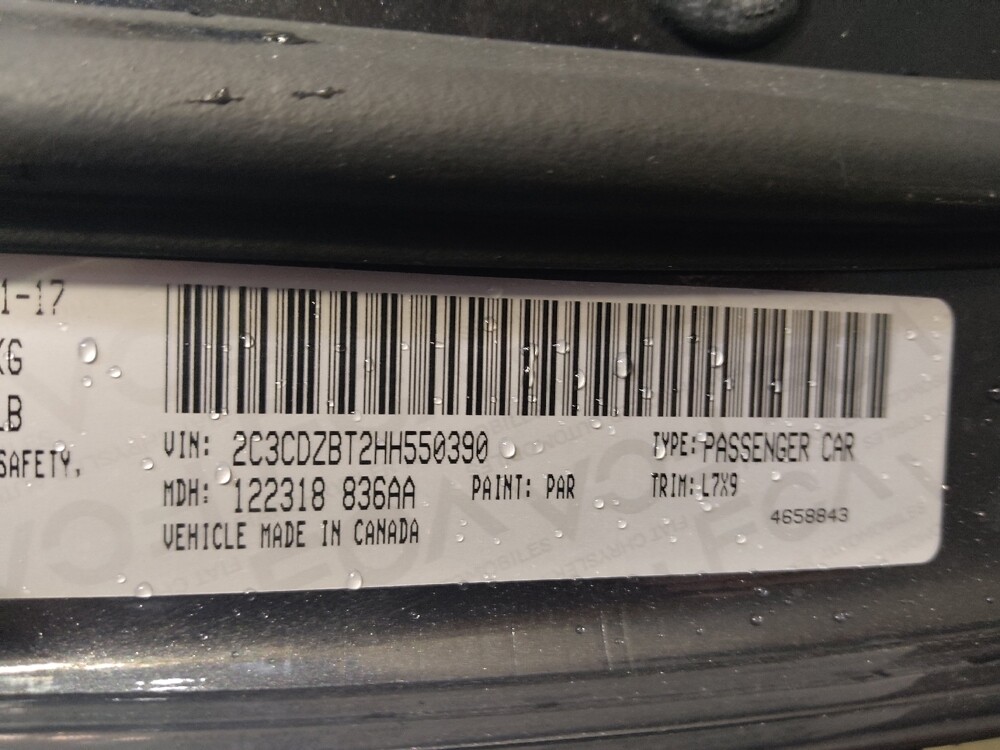 1-17
KG
LB
SAFETY,
VIN: 2C3CDZBT2HH550390 TYPE: PASSENGER CAR
MDH: 122318 836AA PAINT: PAR TRIM: L7X9
VEHICLE MADE IN CANADA 4658843